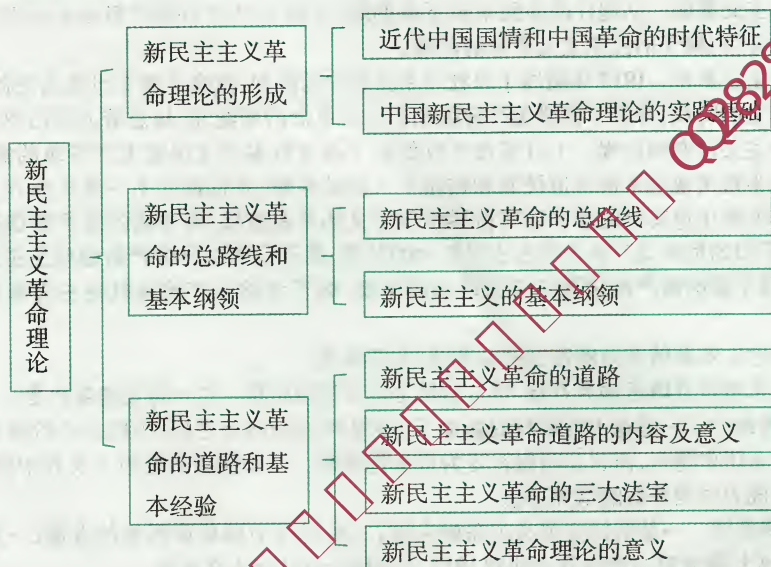 新民主主义革命理论
新民主主义革
命理论的形成
近代中国国情和中国革命的时代特征
中国新民主主义革命理论的实践基础
新民主主义革
命的总路线和
基本纲领
新民主主义革命的总路线
新民主主义的基本纲领
新民主主义革
命的道路和基
本经验
新民主主义革命的道路
新民主主义革命道路的内容及意义
新民主主义革命的三大法宝
新民主主义革命理论的意义
QQ2829